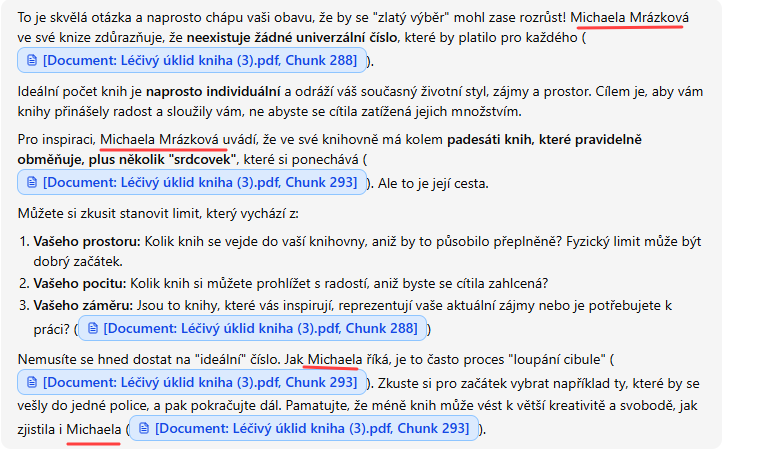 To je skvělá otázka a naprosto chápu vaši obavu, že by se "zlatý výběr" mohl zase rozrůst! Michaela Mrázková
ve své knize zdůrazňuje, že neexistuje žádné univerzální číslo, které by platilo pro každého (
[Document: Léčivý úklid kniha (3).pdf, Chunk 288] ).
Ideální počet knih je naprosto individuální a odráží váš současný životní styl, zájmy a prostor. Cílem je, aby vám
knihy přinášely radost a sloužily vám, ne abyste se cítila zatížená jejich množstvím.
Pro inspiraci, Michaela Mrázková uvádí, že ve své knihovně má kolem padesáti knih, které pravidelně
obměňuje, plus několik "srdcovek", které si ponechává (
[Document: Léčivý úklid kniha (3).pdf, Chunk 293] ). Ale to je její cesta.
Můžete si zkusit stanovit limit, který vychází z:
1. Vašeho prostoru: Kolik knih se vejde do vaší knihovny, aniž by to působilo přeplněně? Fyzický limit může být
dobrý začátek.
2. Vašeho pocitu: Kolik knih si můžete prohlížet s radostí, aniž byste se cítila zahlcená?
3. Vašeho záměru: Jsou to knihy, které vás inspirují, reprezentují vaše aktuální zájmy nebo je potřebujete k
práci? ( [Document: Léčivý úklid kniha (3).pdf, Chunk 288] )
Nemusíte se hned dostat na "ideální" číslo. Jak Michaela říká, je to často proces "loupání cibule" (
[Document: Léčivý úklid kniha (3).pdf, Chunk 293] ). Zkuste si pro začátek vybrat například ty, které by se
vešly do jedné police, a pak pokračujte dál. Pamatujte, že méně knih může vést k větší kreativitě a svobodě, jak
zjistila i Michaela ( [Document: Léčivý úklid kniha (3).pdf, Chunk 293] ).